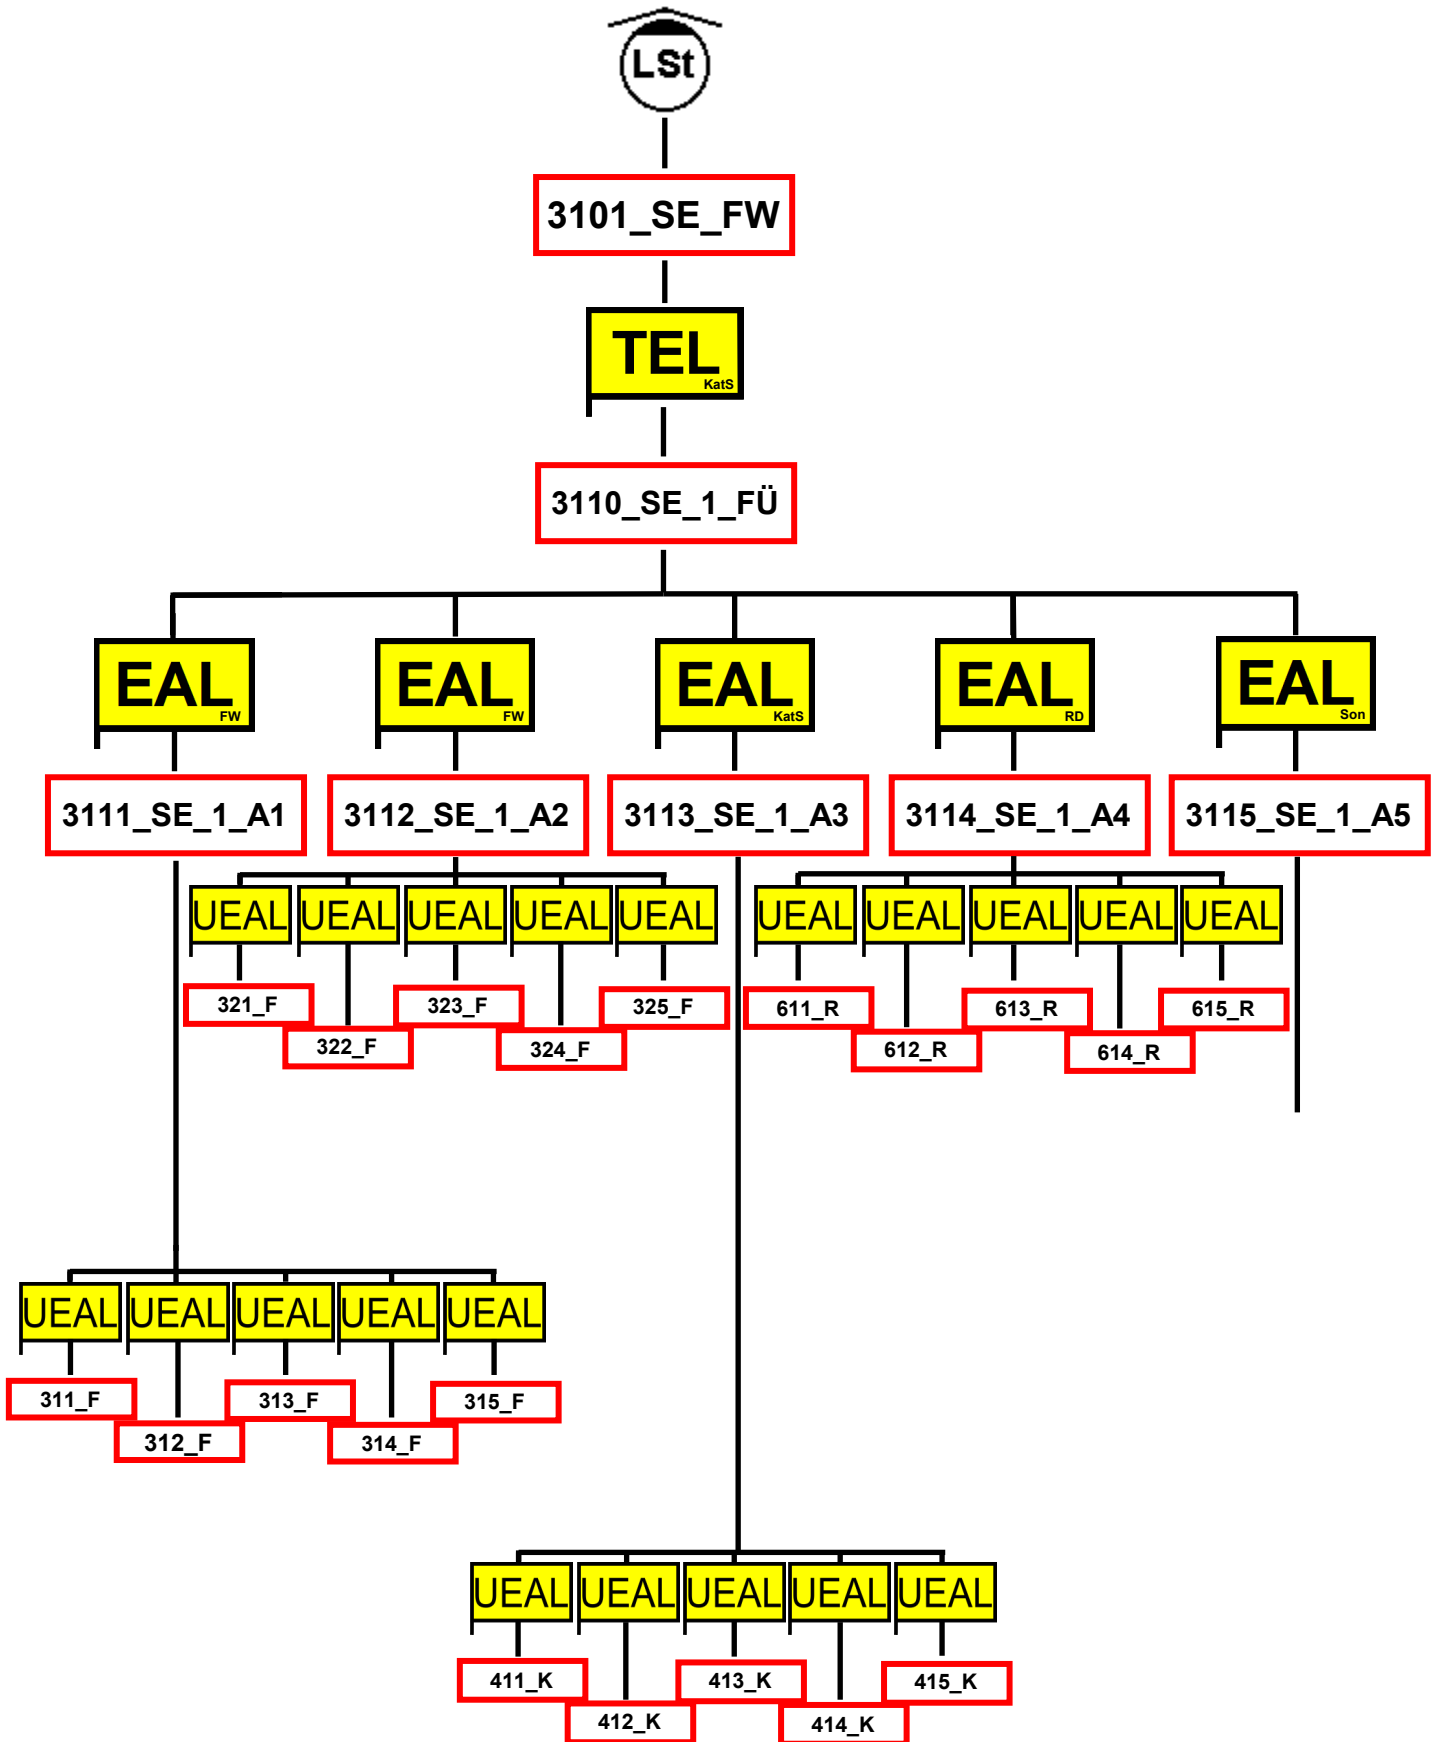 LSt
3101_SE_FW
TEL
KatS
3110_SE_1_FÜ
EAL FW EAL FW EAL KatS EAL RD EAL Son
3111_SE_1_A1 3112_SE_1_A2 3113_SE_1_A3 3114_SE_1_A4 3115_SE_1_A5
UEAL UEAL UEAL UEAL UEAL UEAL UEAL UEAL UEAL UEAL
321_F 323_F 325_F 611_R 613_R 615_R
322_F 324_F 612_R 614_R
UEAL UEAL UEAL UEAL UEAL
311_F 313_F 315_F
312_F 314_F
UEAL UEAL UEAL UEAL UEAL
411_K 413_K 415_K
412_K 414_K